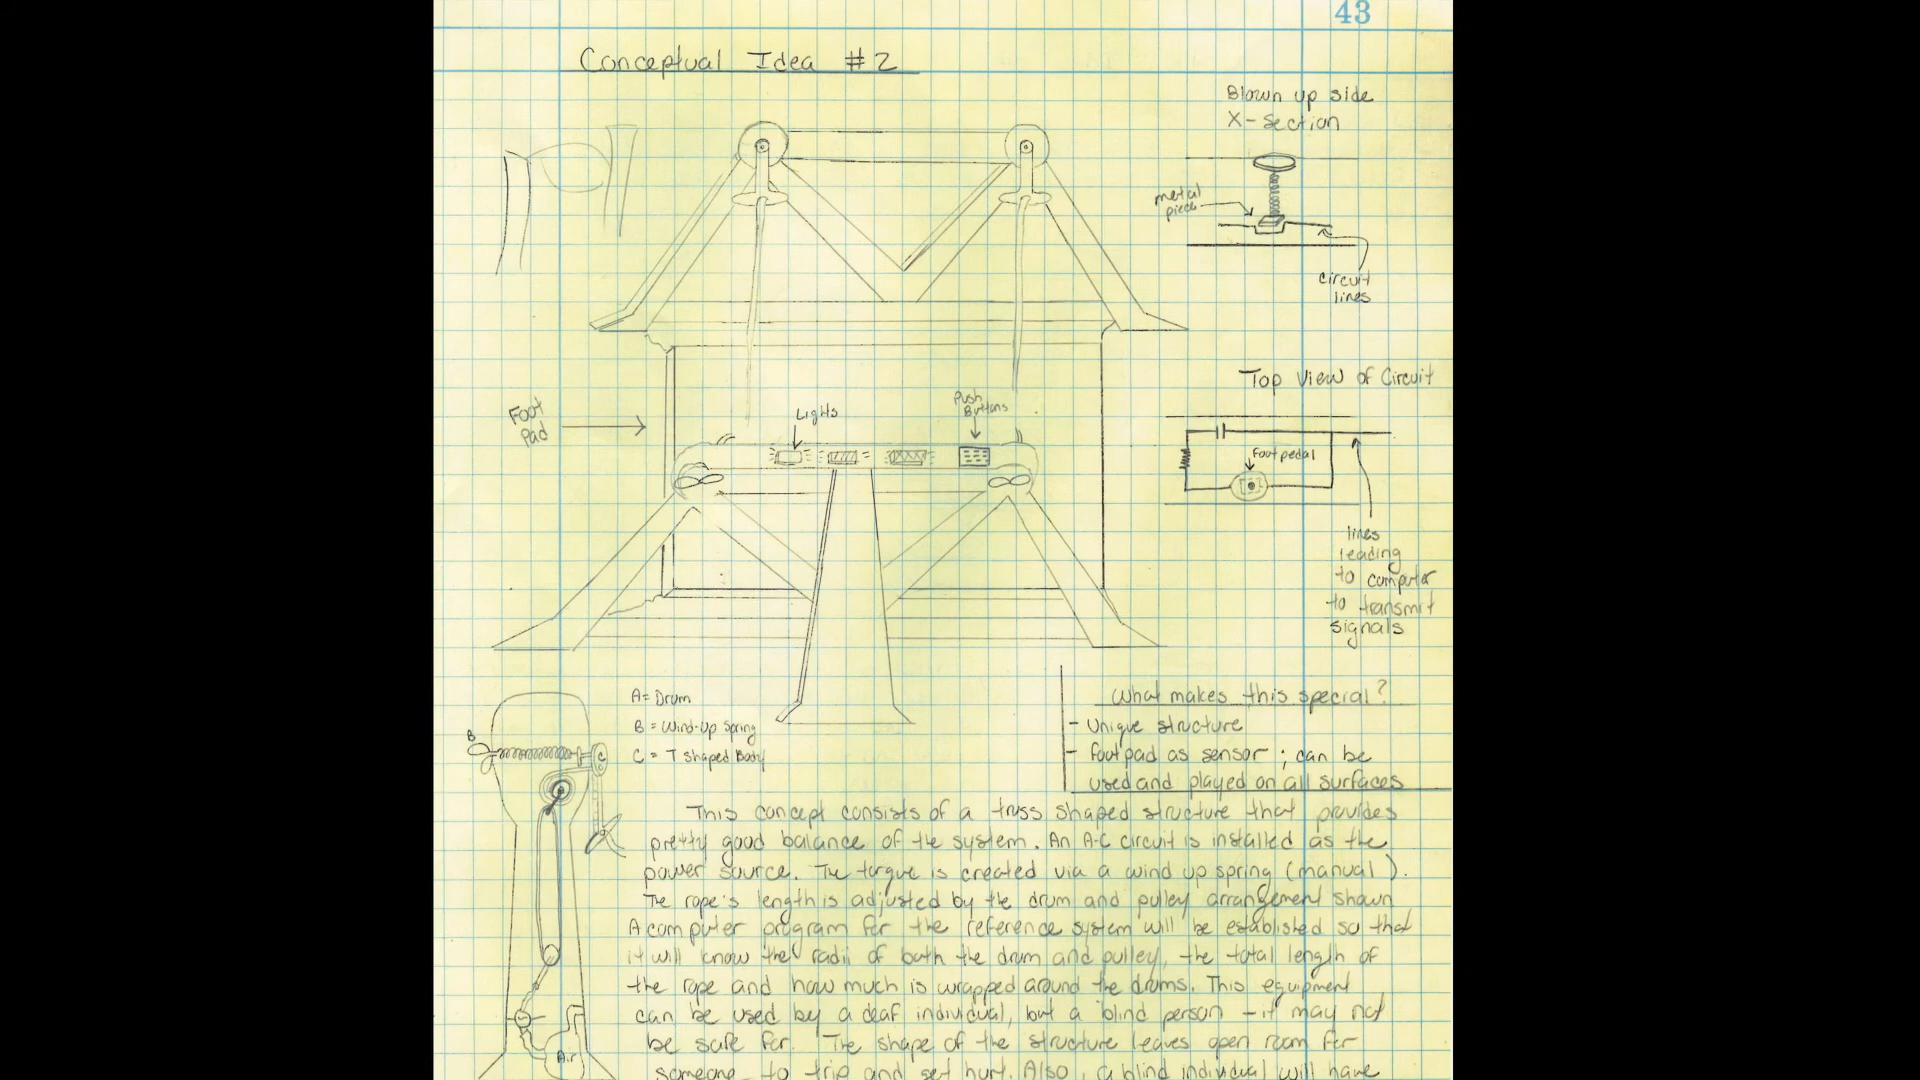 43
Conceptual Idea #2
Blown up side
X-Section
metal
piece
circuit
lines
Top View of Circuit
Foot
Pad
Lights
Push
Buttons
Foot pedal
lines
leading
to computer
to transmit
signals
A= Drum
B = Wind-Up Spring
C = T shaped Body
B
C
Air
What makes this special?
- Unique structure
- Foot pad as sensor ; can be
used and played on all surfaces
This concept consists of a truss shaped structure that provides
pretty good balance of the system. An A-C circuit is installed as the
power source. The torque is created via a wind up spring (manual).
The rope's length is adjusted by the drum and pulley arrangement shown
A computer program for the reference system will be established so that
it will know the radii of both the drum and pulley, the total length of
the rope and how much is wrapped around the drums. This equipment
can be used by a deaf individual, but a blind person - it may not
be safe for. The shape of the structure leaves open room for
someone to trip and get hurt. Also, a blind individual will have